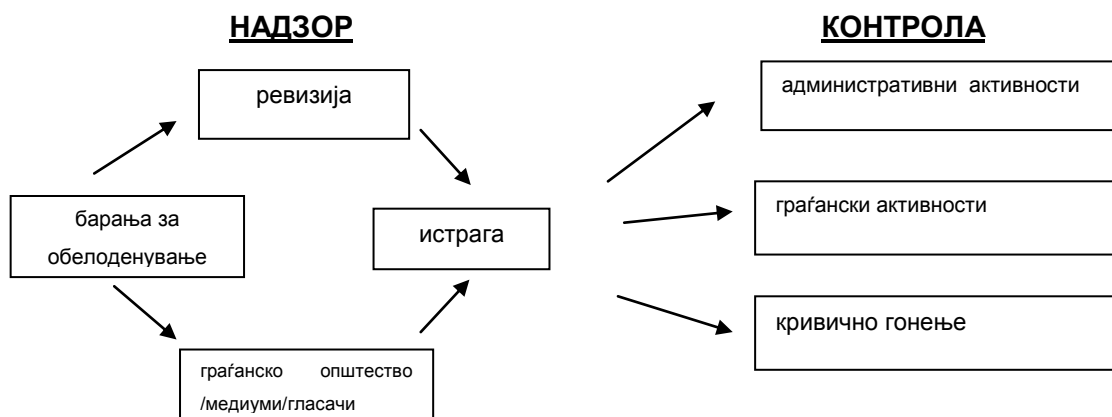 НАДЗОР
КОНТРОЛА
ревизија
административни активности
барања за
обелоденување
истрага
граѓански активности
кривично гонење
граѓанско општество
/медиуми/гласачи